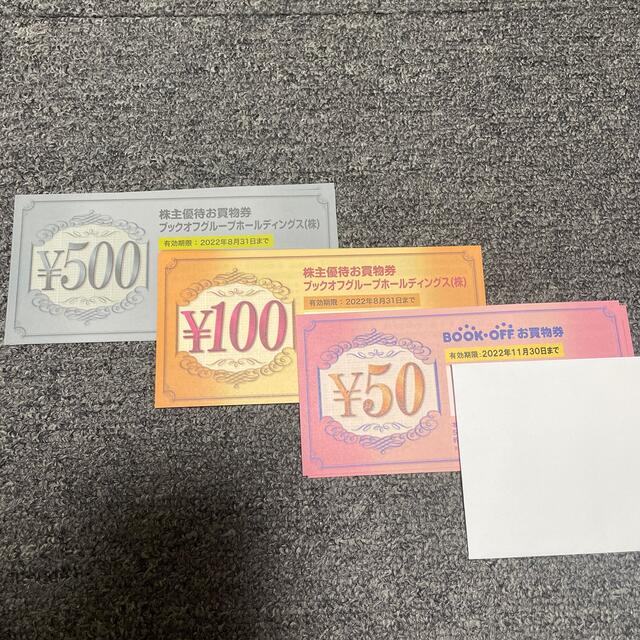 ¥500
株主優待お買物券
ブックオフグループホールディングス(株)
有効期限：2022年8月31日まで
¥100
株主優待お買物券
ブックオフグループホールディングス(株)
有効期限：2022年8月31日まで
¥50
BOOK・OFF お買物券
有効期限：2022年11月30日まで